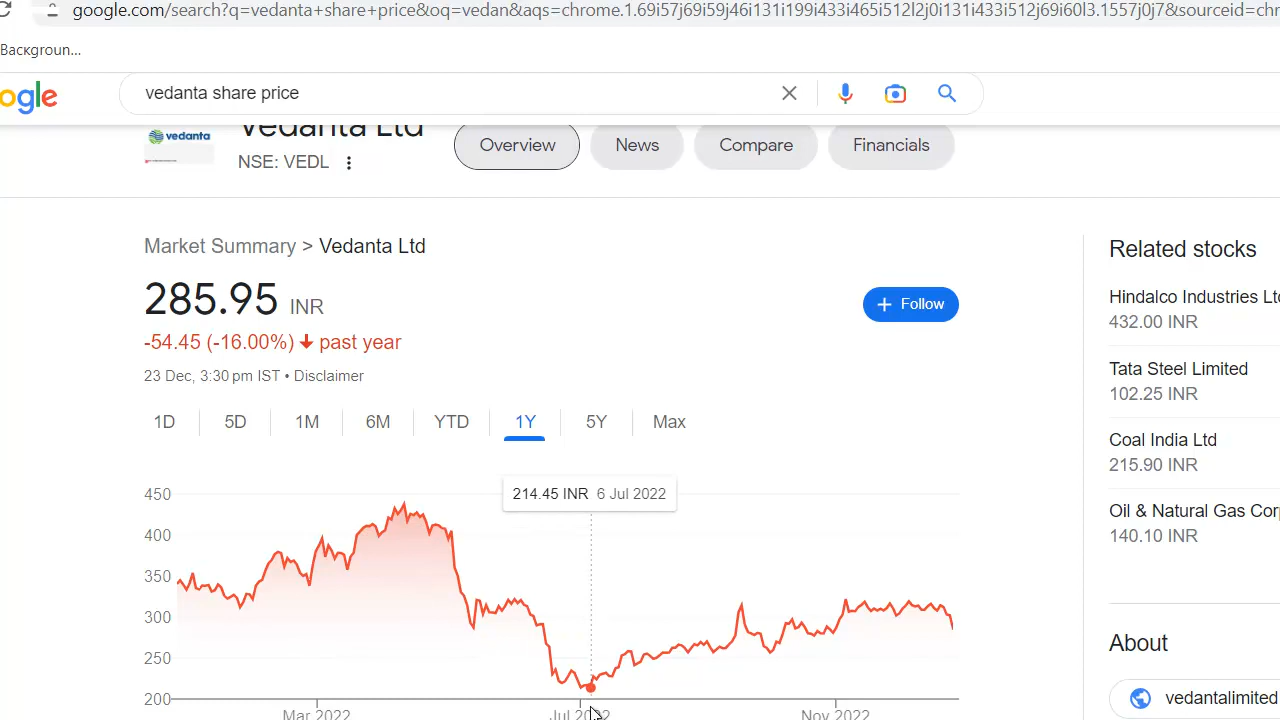 google.com/search?q=vedanta+share+price&oq=vedan&aqs=chrome.1.69i57j69i59j46i131i199i433i465i512l2j0i131i433i512j69i60l3.1557j0j7&sourceid=chr
Backgroun...
ogle
vedanta share price
vedanta
Vedanta Ltd
NSE: VEDL
Overview
News
Compare
Financials
Market Summary > Vedanta Ltd
285.95 INR
+ Follow
-54.45 (-16.00%) past year
23 Dec, 3:30 pm IST • Disclaimer
1D 5D 1M 6M YTD 1Y 5Y Max
214.45 INR 6 Jul 2022
450
400
350
300
250
200
Mar 2022
Jul 2022
Nov 2022
Related stocks
Hindalco Industries Ltd
432.00 INR
Tata Steel Limited
102.25 INR
Coal India Ltd
215.90 INR
Oil & Natural Gas Corp
140.10 INR
About
vedantalimited